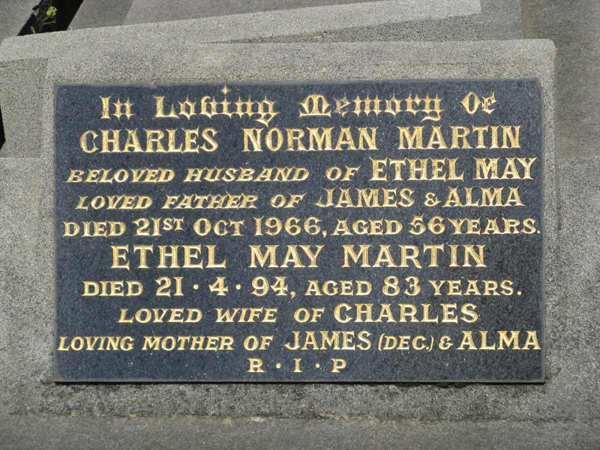 In Loving Memory Of
CHARLES NORMAN MARTIN
BELOVED HUSBAND OF ETHEL MAY
LOVED FATHER OF JAMES & ALMA
DIED 21ST OCT 1966, AGED 56 YEARS.
ETHEL MAY MARTIN
DIED 21·4·94, AGED 83 YEARS.
LOVED WIFE OF CHARLES
LOVING MOTHER OF JAMES (DEC.) & ALMA
R·I·P